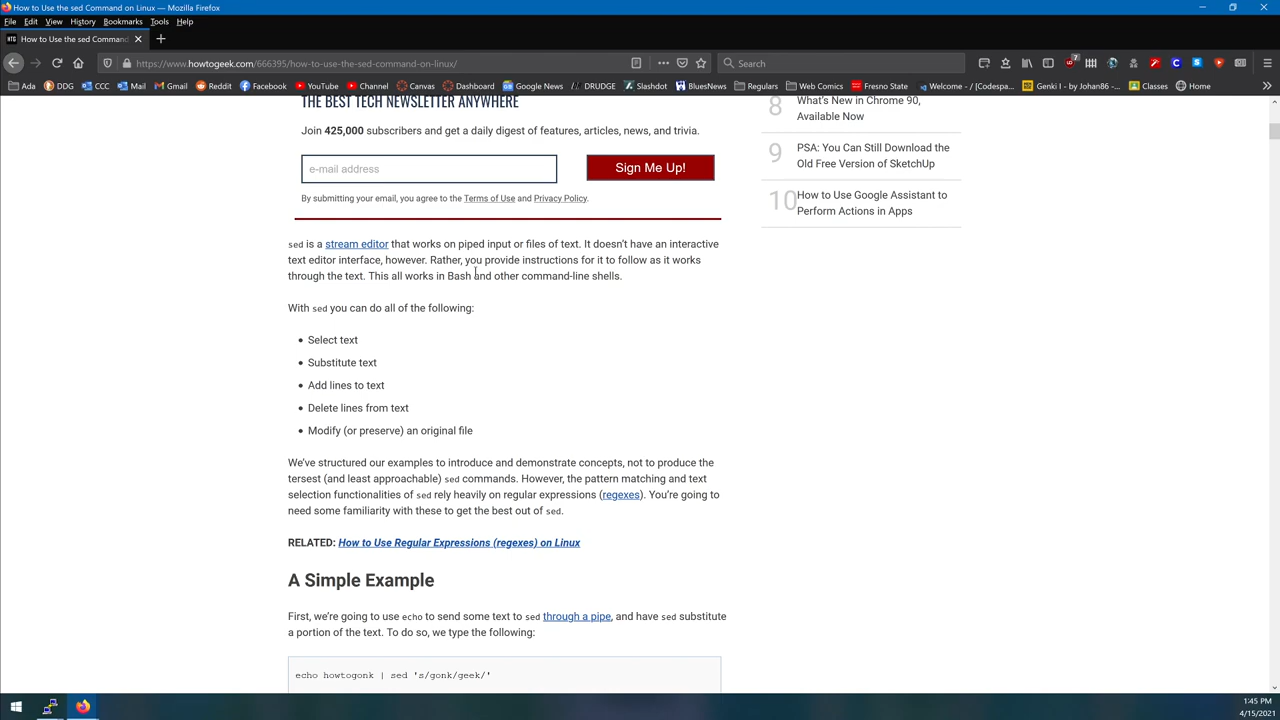 How to Use the sed Command on Linux — Mozilla Firefox
File Edit View History Bookmarks Tools Help
HTG How to Use the sed Command
https://www.howtogeek.com/666395/how-to-use-the-sed-command-on-linux/
Search
7
Ada DDG CCC Mail Gmail Reddit Facebook YouTube Channel Canvas Dashboard Google News DRUDGE Slashdot BluesNews Regulars Web Comics Fresno State Welcome - / [Codespa… Genki I - by Johan86 -… Classes Home
THE BEST TECH NEWSLETTER ANYWHERE
Join 425,000 subscribers and get a daily digest of features, articles, news, and trivia.
e-mail address
Sign Me Up!
By submitting your email, you agree to the Terms of Use and Privacy Policy.
sed is a stream editor that works on piped input or files of text. It doesn’t have an interactive
text editor interface, however. Rather, you provide instructions for it to follow as it works
through the text. This all works in Bash and other command-line shells.
With sed you can do all of the following:
• Select text
• Substitute text
• Add lines to text
• Delete lines from text
• Modify (or preserve) an original file
We’ve structured our examples to introduce and demonstrate concepts, not to produce the
tersest (and least approachable) sed commands. However, the pattern matching and text
selection functionalities of sed rely heavily on regular expressions (regexes). You’re going to
need some familiarity with these to get the best out of sed.
RELATED: How to Use Regular Expressions (regexes) on Linux
A Simple Example
First, we’re going to use echo to send some text to sed through a pipe, and have sed substitute
a portion of the text. To do so, we type the following:
echo howtogonk | sed 's/gonk/geek/'
8 What’s New in Chrome 90,
Available Now
9 PSA: You Can Still Download the
Old Free Version of SketchUp
10 How to Use Google Assistant to
Perform Actions in Apps
1:45 PM
4/15/2021